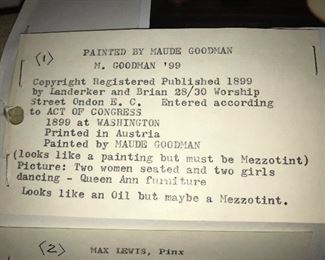 (1)
PAINTED BY MAUDE GOODMAN
M. GOODMAN '99
Copyright Registered Published 1899
by Landerker and Brian 28/30 Worship
Street Ondon E. C. Entered according
to ACT OF CONGRESS
1899 at WASHINGTON
Printed in Austria
Painted by MAUDE GOODMAN
(looks like a painting but must be Mezzotint)
Picture: Two women seated and two girls
dancing - Queen Ann furniture
Looks like an Oil but maybe a Mezzotint.
(2)
MAX LEWIS, Pinx